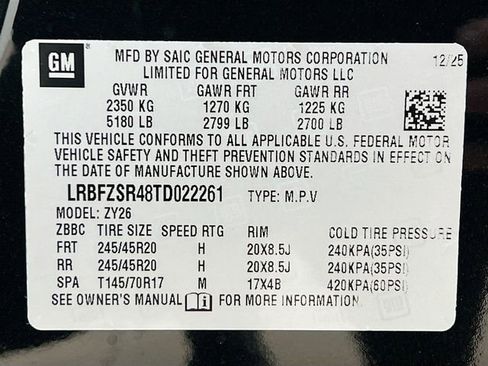 GM
MFD BY SAIC GENERAL MOTORS CORPORATION 12/25
LIMITED FOR GENERAL MOTORS LLC
GVWR GAWR FRT GAWR RR
2350 KG 1270 KG 1225 KG
5180 LB 2799 LB 2700 LB
THIS VEHICLE CONFORMS TO ALL APPLICABLE U.S. FEDERAL MOTOR
VEHICLE SAFETY AND THEFT PREVENTION STANDARDS IN EFFECT ON
THE DATE OF MANUFACTURE SHOWN ABOVE.
LRBFZSR48TD022261 TYPE: M.P.V
MODEL: ZY26
ZBBC TIRE SIZE SPEED RTG RIM COLD TIRE PRESSURE
FRT 245/45R20 H 20X8.5J 240KPA(35PSI)
RR 245/45R20 H 20X8.5J 240KPA(35PSI)
SPA T145/70R17 M 17X4B 420KPA(60PSI)
SEE OWNER'S MANUAL FOR MORE INFORMATION